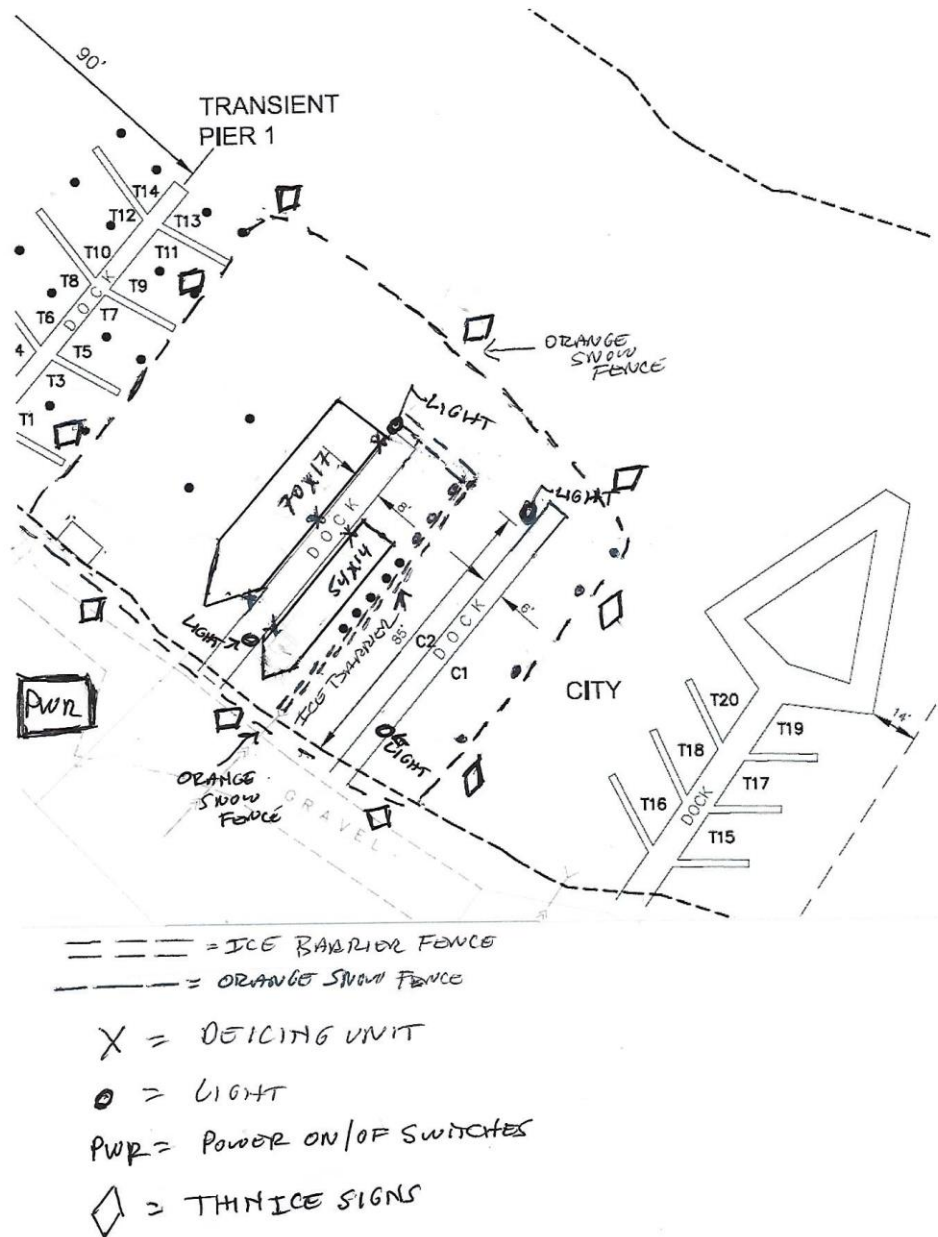 90'
TRANSIENT
PIER 1
T14
T12
T13
T10
T11
T8
T9
DOCK
T6
T7
4
T5
T3
T1
ORANGE
SNOW
FENCE
LIGHT
70X17
DOCK
8'
LIGHT
54X14
LIGHT
ICE BARRIER
85'
C2
DOCK
C1
6'
CITY
LIGHT
PWR
ORANGE
SNOW
FENCE
GRAVEL
T20
T19
14'
T18
T17
T16
DOCK
T15
= ICE BARRIER FENCE
= ORANGE SNOW FENCE
X = DEICING UNIT
= LIGHT
PWR = POWER ON/OF SWITCHES
= THIN ICE SIGNS